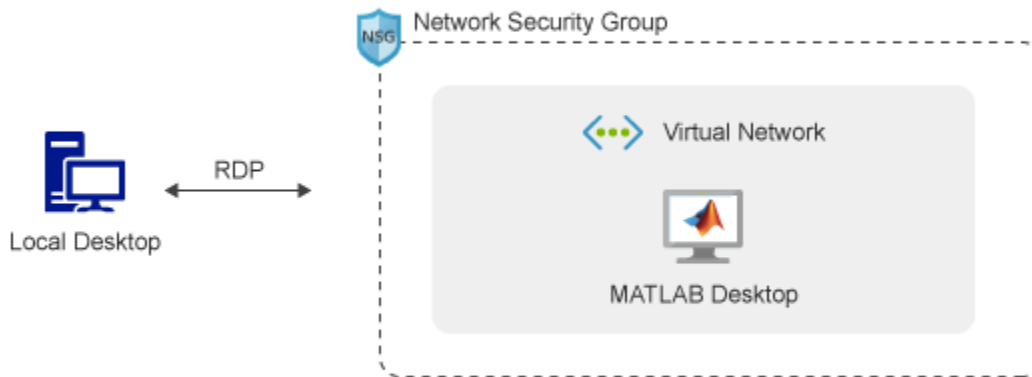 NSG
Network Security Group
Virtual Network
RDP
Local Desktop
MATLAB Desktop